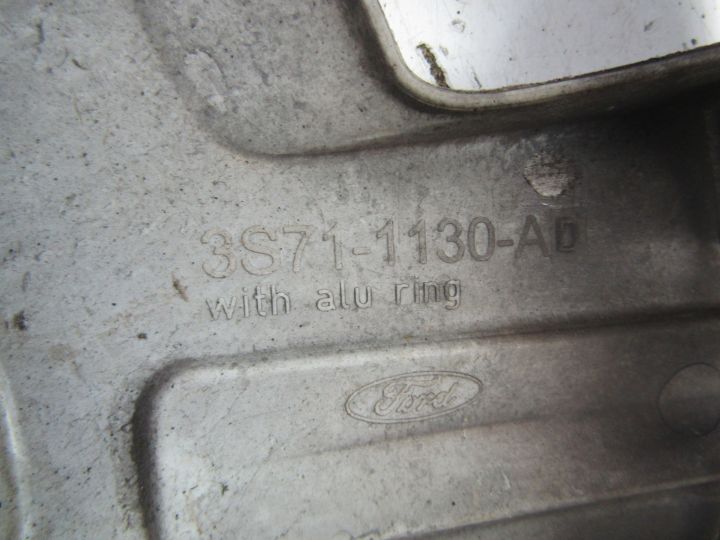 3S71-1130-AD
with alu ring
Ford